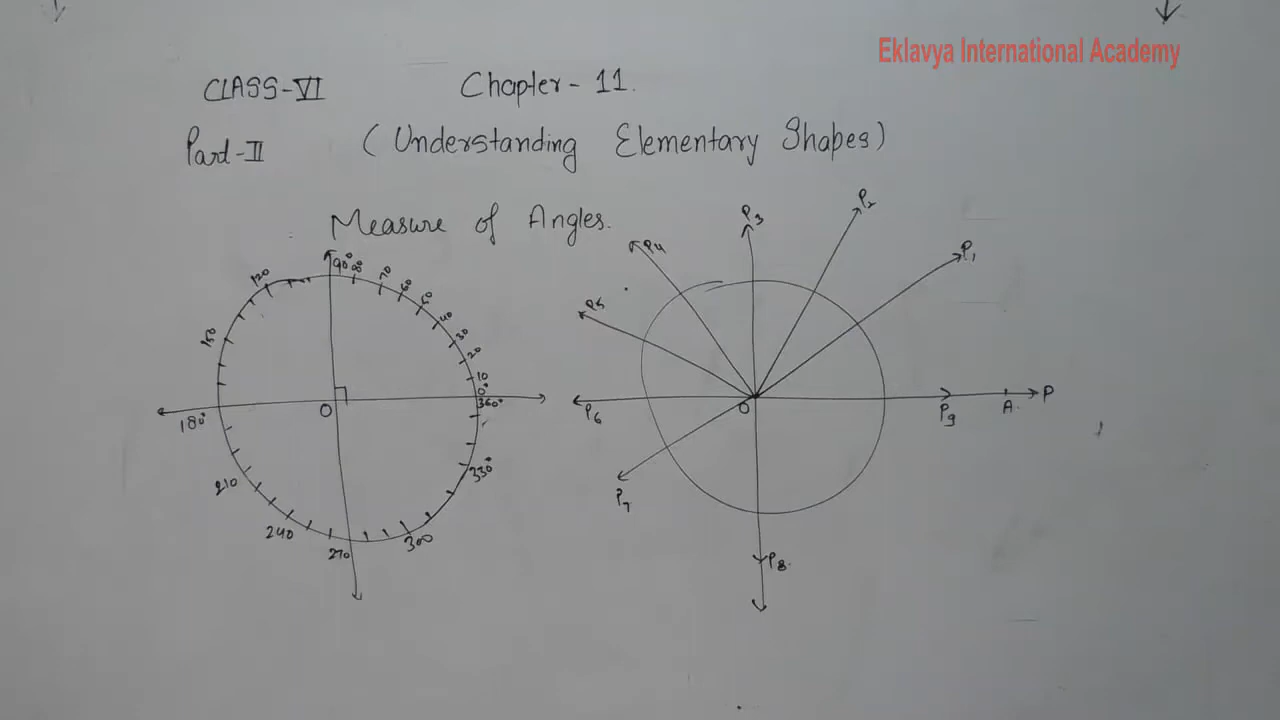 Eklavya International Academy
CLASS-VI Chapter-11.
Part-II (Understanding Elementary Shapes)
Measure of Angles.
90° 80 70 60 50 40 30 20 10 0°
360°
120
150
180°
210
240
270
300
330°
O
P1
P2
P3
P4
P5
P6
P7
P8.
P9
O
A.
P